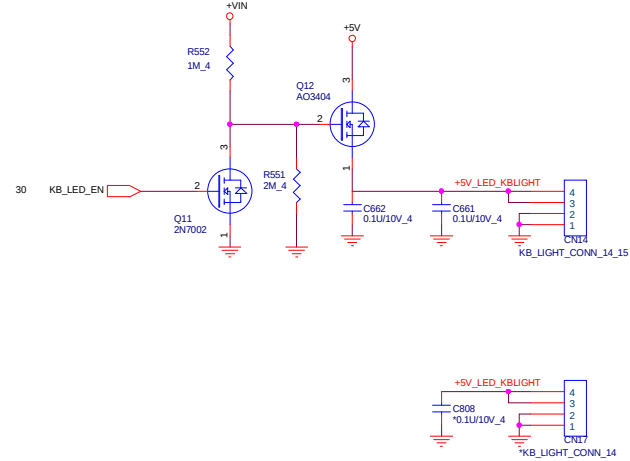 +VIN
+5V
R552
1M_4
3
Q12
AO3404
3
2
1
3
R551
2M_4
30 KB_LED_EN
2
Q11
2N7002
1
+5V_LED_KBLIGHT
C662
0.1U/10V_4
C661
0.1U/10V_4
4
3
2
1
CN14
KB_LIGHT_CONN_14_15
+5V_LED_KBLIGHT
C808
*0.1U/10V_4
4
3
2
1
CN17
*KB_LIGHT_CONN_14